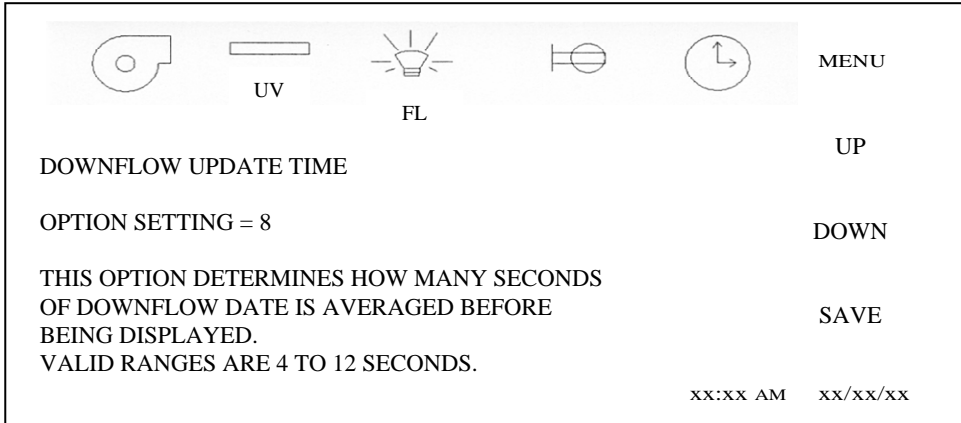 MENU
UV
FL
UP
DOWNFLOW UPDATE TIME
OPTION SETTING = 8
DOWN
THIS OPTION DETERMINES HOW MANY SECONDS
OF DOWNFLOW DATE IS AVERAGED BEFORE
BEING DISPLAYED.
SAVE
VALID RANGES ARE 4 TO 12 SECONDS.
xx:xx AM xx/xx/xx